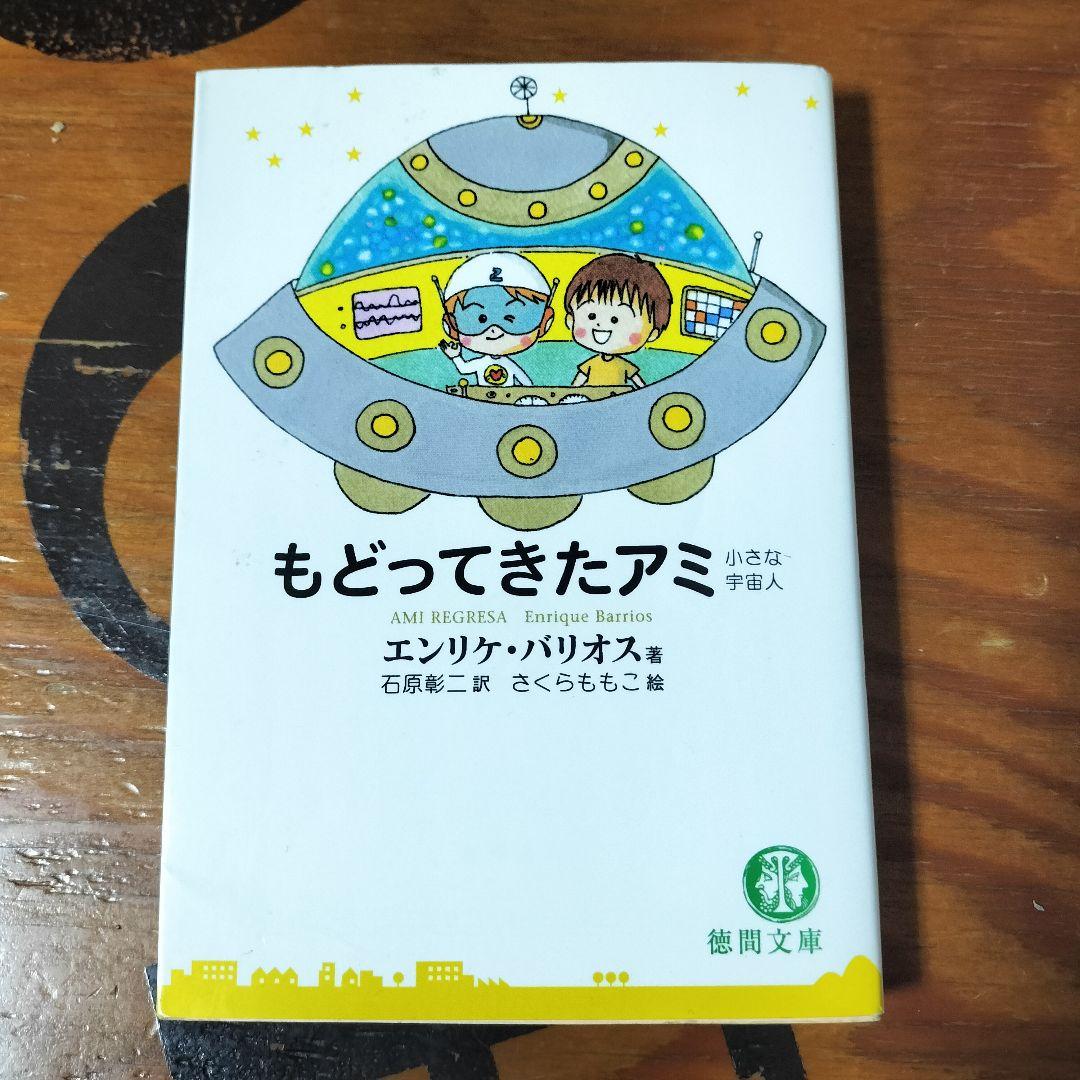 もどってきたアミ 小さな宇宙人
AMI REGRESA Enrique Barrios
エンリケ・バリオス 著
石原彰二 訳 さくらももこ 絵
徳間文庫